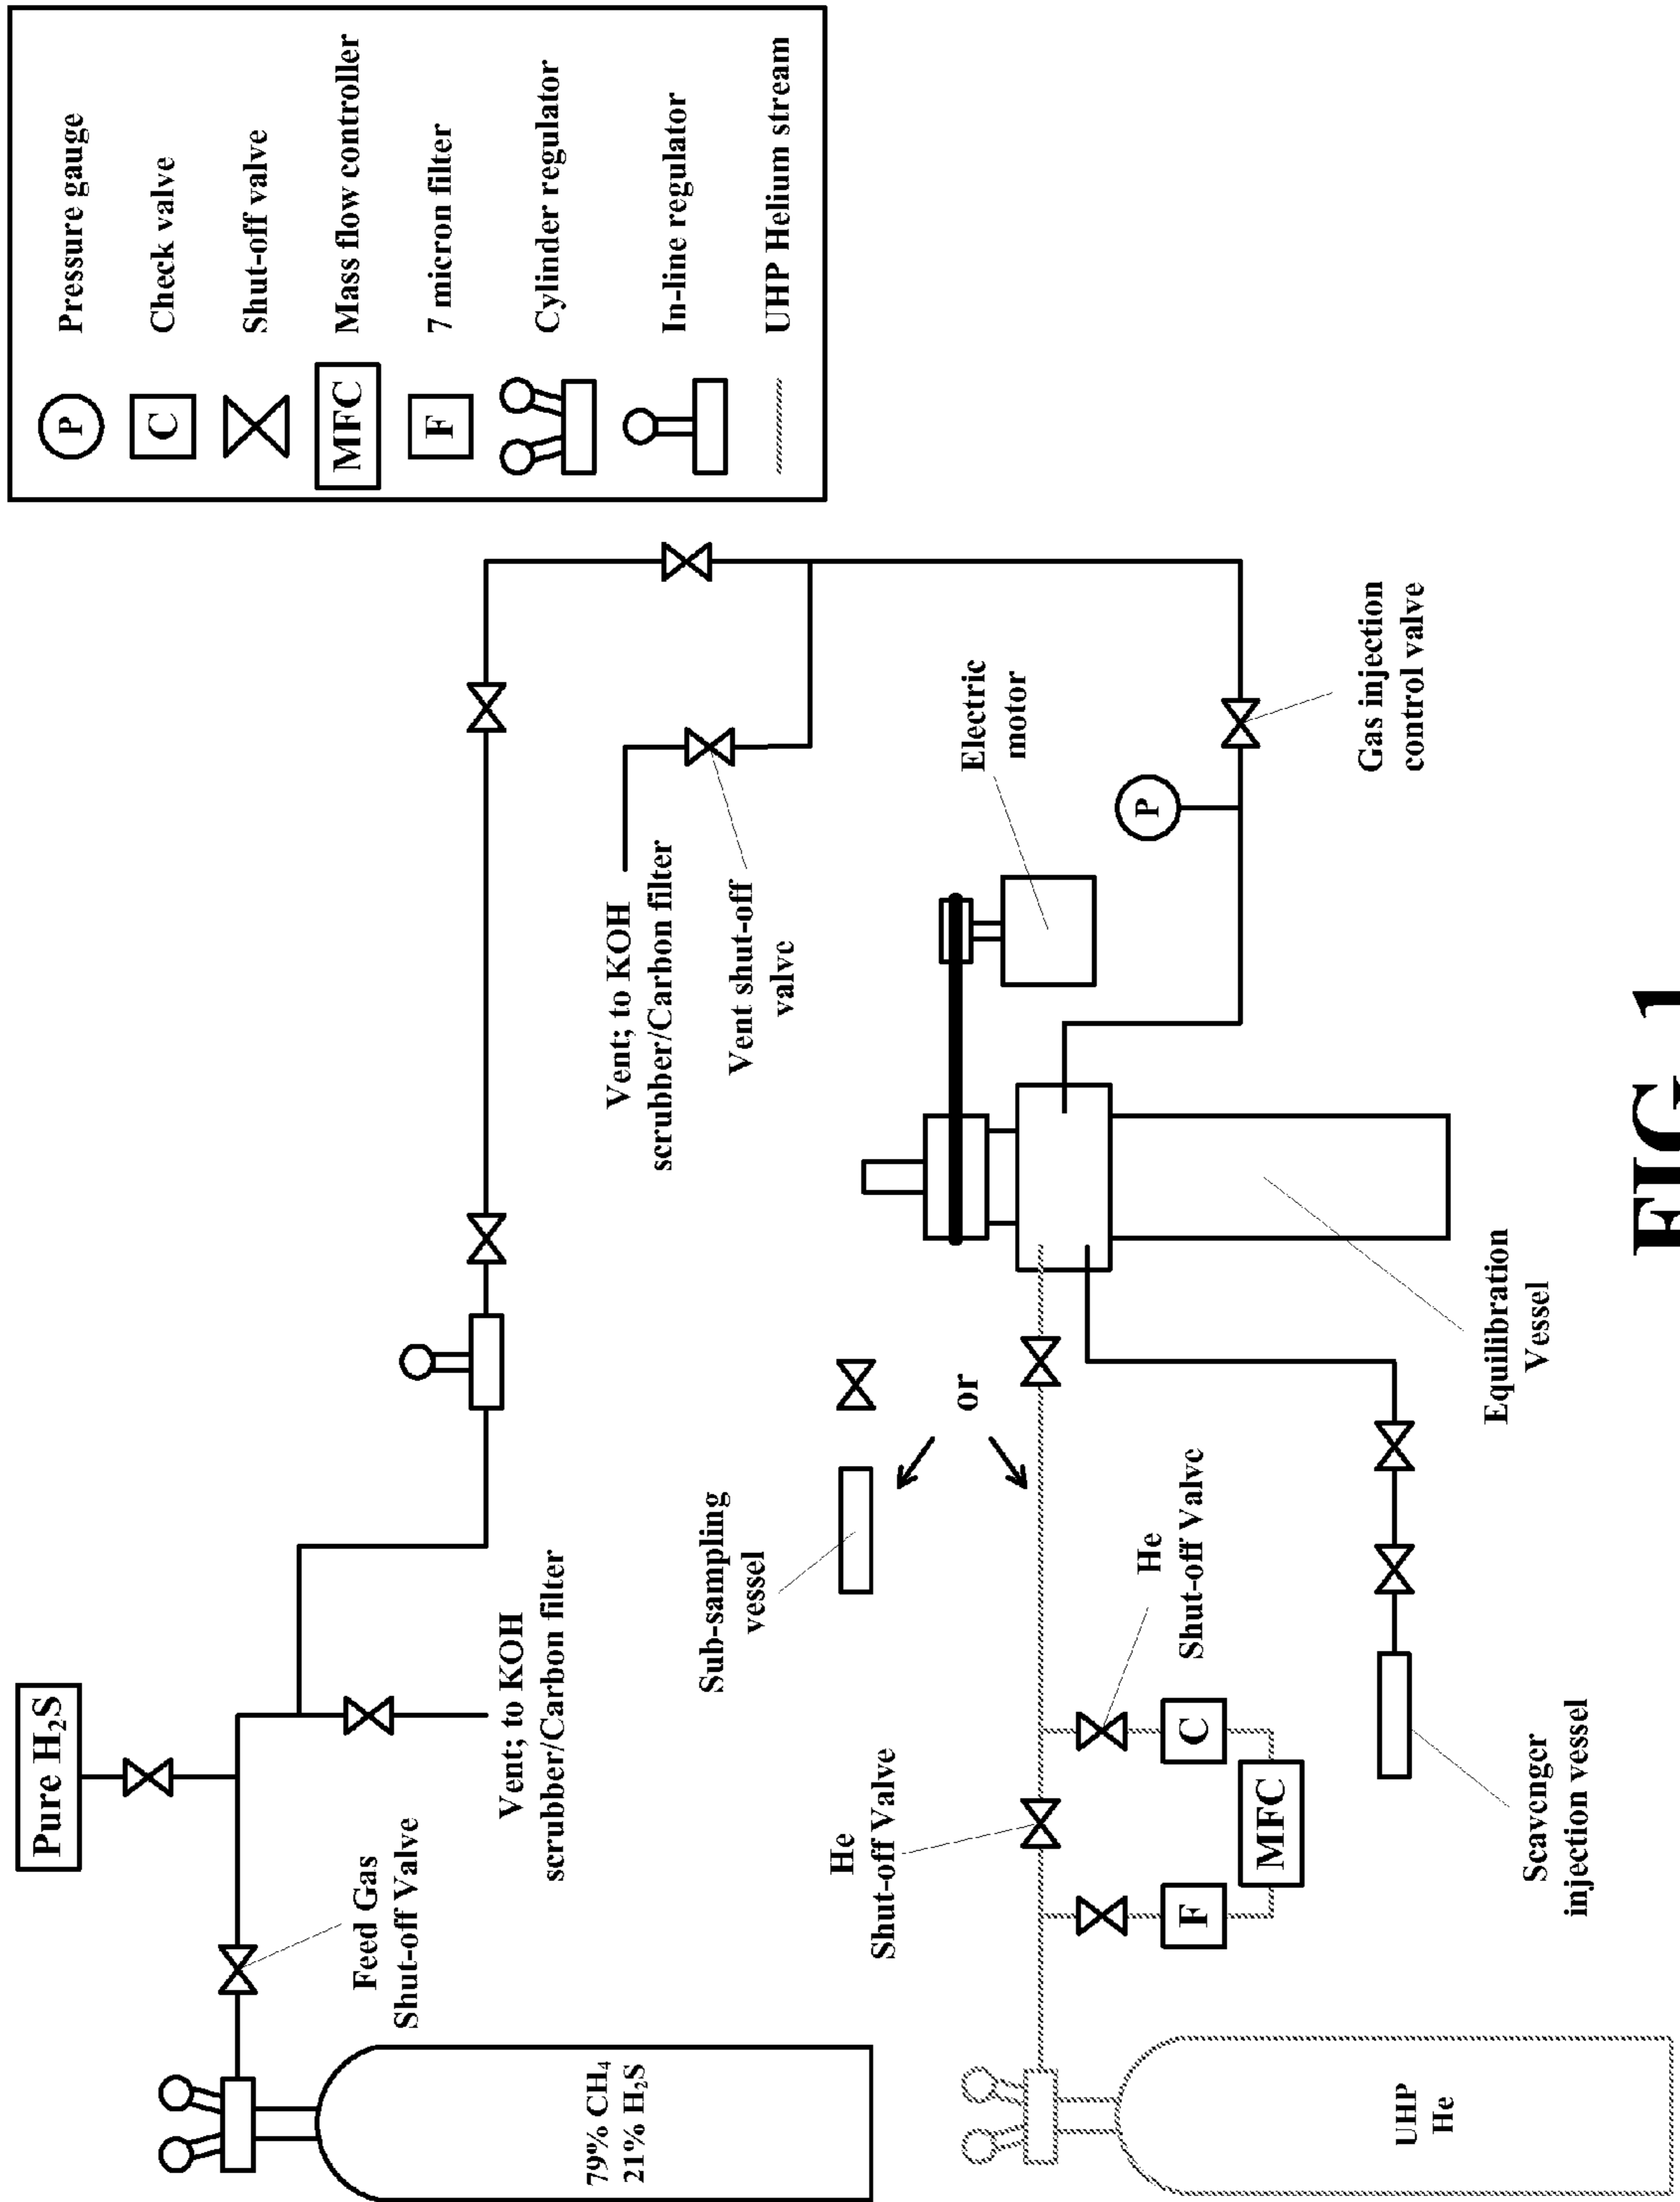 Pure H₂S
Feed Gas
Shut-off Valve
Vent; to KOH
scrubber/Carbon filter
79% CH₄
21% H₂S
Vent; to KOH
scrubber/Carbon filter
Vent shut-off
valve
P
Pressure gauge
C
Check valve
Shut-off valve
MFC
Mass flow controller
F
7 micron filter
Cylinder regulator
In-line regulator
UHP Helium stream
Sub-sampling
vessel
or
He
Shut-off Valve
He
Shut-off Valve
F
C
MFC
UHP
He
Scavenger
injection vessel
Equilibration
Vessel
Electric
motor
P
Gas injection
control valve
FIG. 1